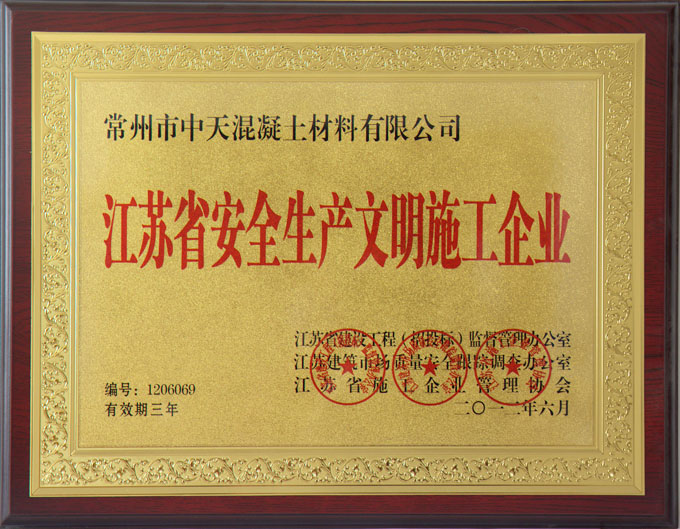 常州市中天混凝土材料有限公司
江苏省安全生产文明施工企业
江苏省建设工程（招投标）监督管理办公室
江苏建筑市场质量安全跟踪调查办公室
江苏省施工企业管理协会
编号：1206069
二〇一二年六月
有效期三年